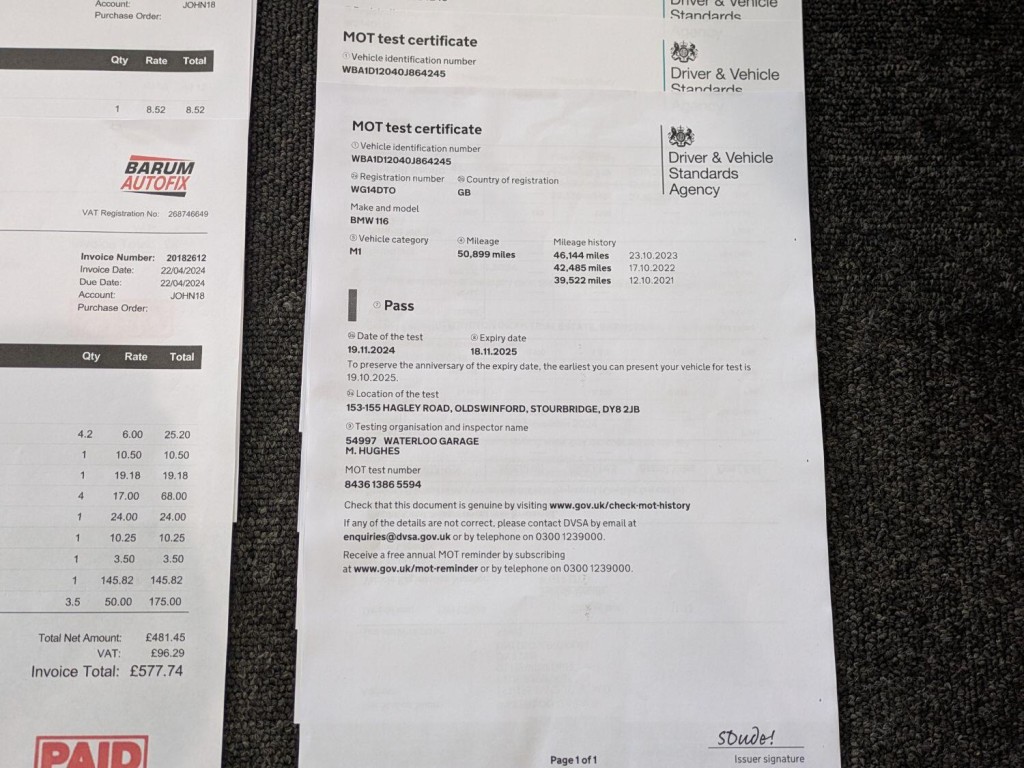 Account: JOHN18
Purchase Order:
Qty Rate Total
1 8.52 8.52
BARUM
AUTOFIX
VAT Registration No: 268746649
Invoice Number: 20182612
Invoice Date: 22/04/2024
Due Date: 22/04/2024
Account: JOHN18
Purchase Order:
Qty Rate Total
4.2 6.00 25.20
1 10.50 10.50
1 19.18 19.18
4 17.00 68.00
1 24.00 24.00
1 10.25 10.25
1 3.50 3.50
1 145.82 145.82
3.5 50.00 175.00
Total Net Amount: £481.45
VAT: £96.29
Invoice Total: £577.74
PAID
Driver & Vehicle
Standards
MOT test certificate
Vehicle identification number
WBA1D12040J864245
Driver & Vehicle
Standards
MOT test certificate
Vehicle identification number
WBA1D12040J864245
Driver & Vehicle
Standards
Agency
Registration number Country of registration
WG14DTO GB
Make and model
BMW 116
Vehicle category Mileage Mileage history
M1 50,899 miles 46,144 miles 23.10.2023
42,485 miles 17.10.2022
39,522 miles 12.10.2021
Pass
Date of the test Expiry date
19.11.2024 18.11.2025
To preserve the anniversary of the expiry date, the earliest you can present your vehicle for test is
19.10.2025.
Location of the test
153-155 HAGLEY ROAD, OLDSWINFORD, STOURBRIDGE, DY8 2JB
Testing organisation and inspector name
54997 WATERLOO GARAGE
M. HUGHES
MOT test number
8436 1386 5594
Check that this document is genuine by visiting www.gov.uk/check-mot-history
If any of the details are not correct, please contact DVSA by email at
enquiries@dvsa.gov.uk or by telephone on 0300 1239000.
Receive a free annual MOT reminder by subscribing
at www.gov.uk/mot-reminder or by telephone on 0300 1239000.
Page 1 of 1
Issuer signature